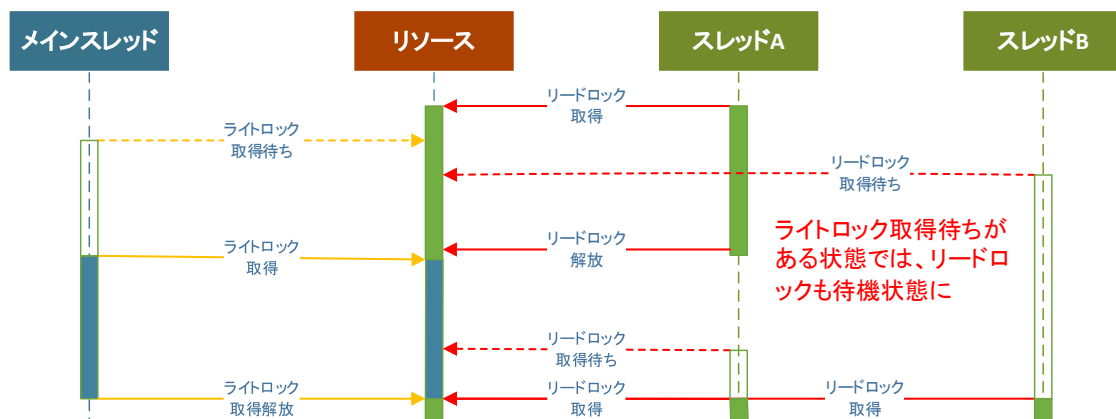 メインスレッド
リソース
スレッドA
スレッドB
リードロック
取得
ライトロック
取得待ち
リードロック
取得待ち
ライトロック取得待ちが
ある状態では、リードロ
ックも待機状態に
リードロック
解放
ライトロック
取得
リードロック
取得待ち
ライトロック
取得解放
リードロック
取得
リードロック
取得